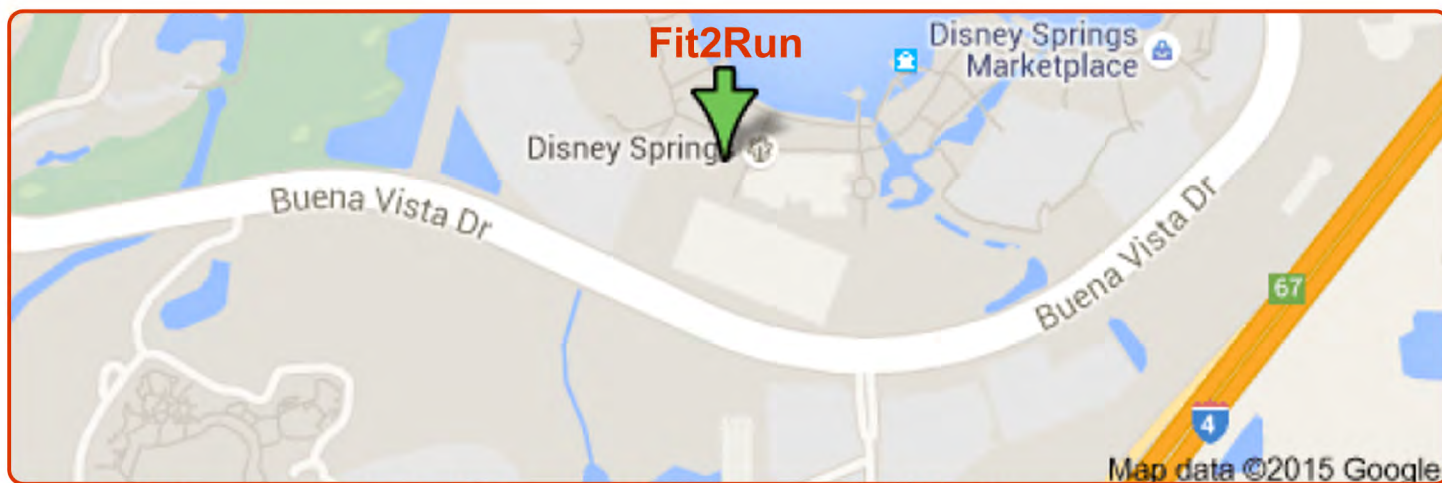 Fit2Run
Disney Springs
Marketplace
Disney Springs
Buena Vista Dr
Buena Vista Dr
67
4
Map data ©2015 Google